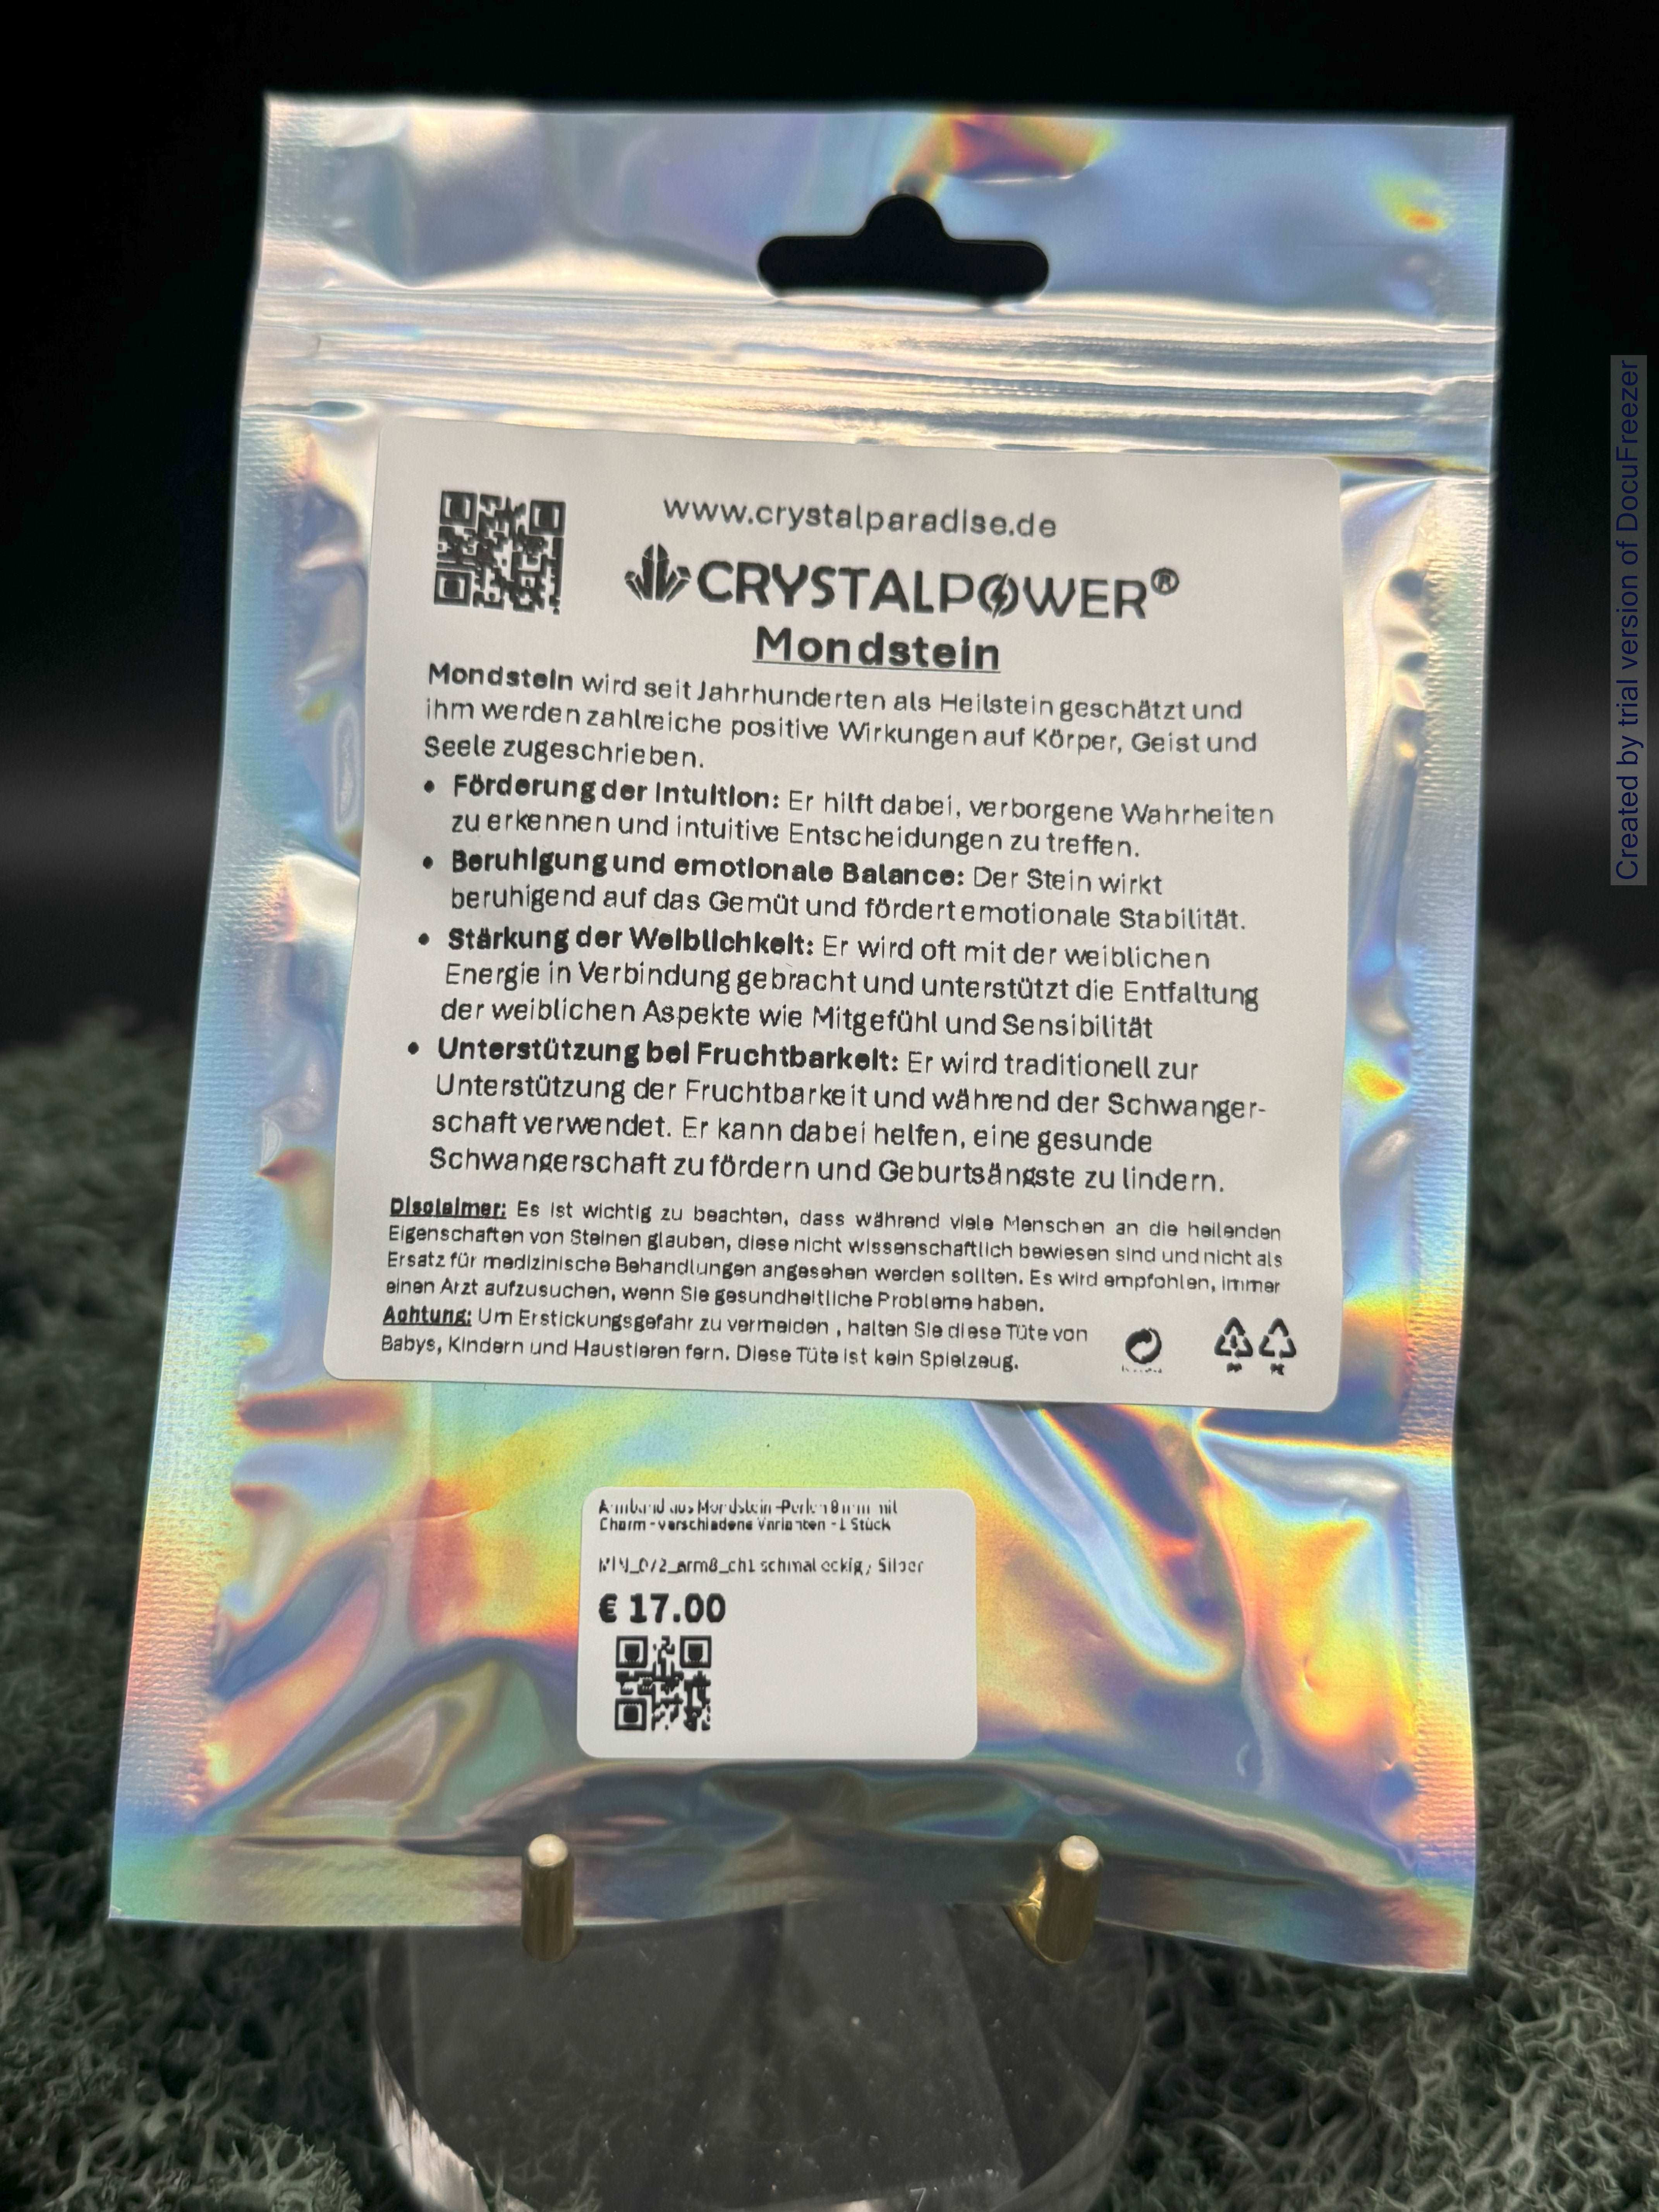 www.crystalparadise.de
CRYSTALPOWER®
Mondstein
Mondstein wird seit Jahrhunderten als Heilstein geschätzt und
ihm werden zahlreiche positive Wirkungen auf Körper, Geist und
Seele zugeschrieben.
• Förderung der Intuition: Er hilft dabei, verborgene Wahrheiten
zu erkennen und intuitive Entscheidungen zu treffen.
• Beruhigung und emotionale Balance: Der Stein wirkt
beruhigend auf das Gemüt und fördert emotionale Stabilität.
• Stärkung der Weiblichkeit: Er wird oft mit der weiblichen
Energie in Verbindung gebracht und unterstützt die Entfaltung
der weiblichen Aspekte wie Mitgefühl und Sensibilität
• Unterstützung bei Fruchtbarkeit: Er wird traditionell zur
Unterstützung der Fruchtbarkeit und während der Schwanger-
schaft verwendet. Er kann dabei helfen, eine gesunde
Schwangerschaft zu fördern und Geburtsängste zu lindern.
Disclaimer: Es ist wichtig zu beachten, dass während viele Menschen an die heilenden
Eigenschaften von Steinen glauben, diese nicht wissenschaftlich bewiesen sind und nicht als
Ersatz für medizinische Behandlungen angesehen werden sollten. Es wird empfohlen, immer
einen Arzt aufzusuchen, wenn Sie gesundheitliche Probleme haben.
Achtung: Um Erstickungsgefahr zu vermeiden , halten Sie diese Tüte von
Babys, Kindern und Haustieren fern. Diese Tüte ist kein Spielzeug.
PP PE
Armband aus Mondstein-Perlen 8mm mit
Charm - verschiedene Varianten - 1 Stück
schmal eckig, Silber
€ 17.00
Created by trial version of DocuFreezer